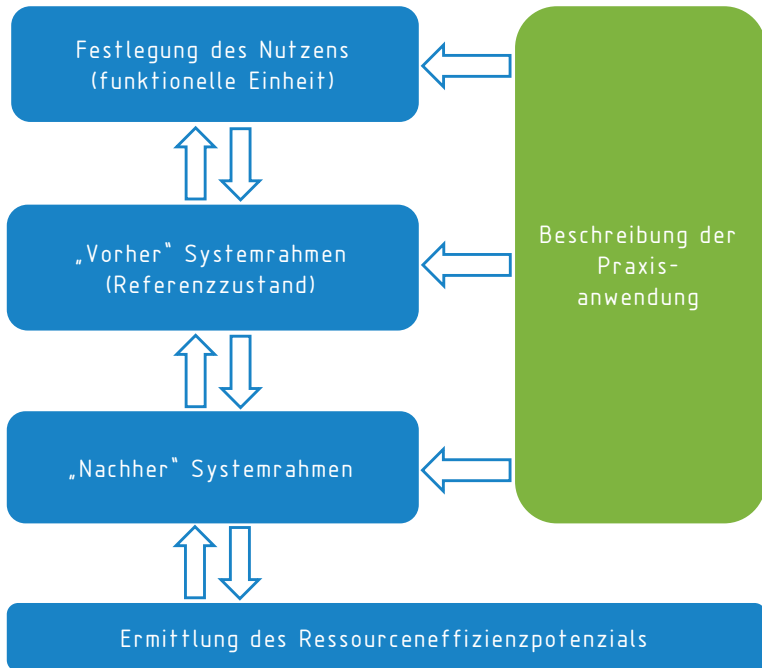 Festlegung des Nutzens
(funktionelle Einheit)
„Vorher“ Systemrahmen
(Referenzzustand)
Beschreibung der
Praxis-
anwendung
„Nachher“ Systemrahmen
Ermittlung des Ressourceneffizienzpotenzials